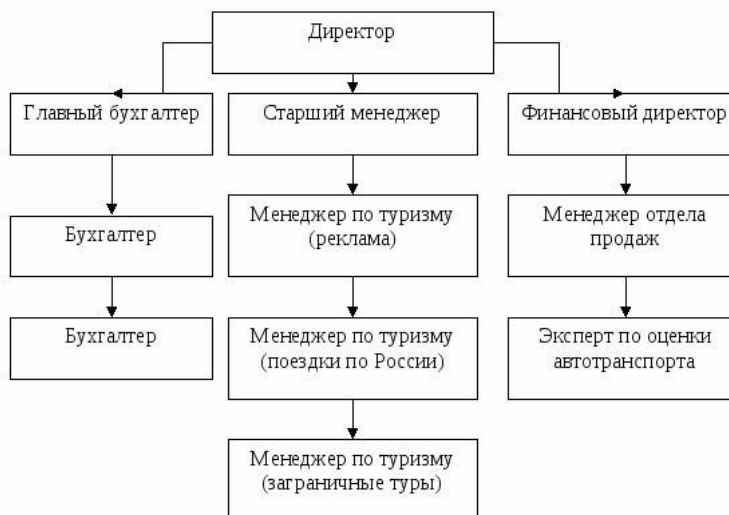 Директор
Главный бухгалтер
Старший менеджер
Финансовый директор
Бухгалтер
Менеджер по туризму
(реклама)
Менеджер отдела
продаж
Бухгалтер
Менеджер по туризму
(поездки по России)
Эксперт по оценки
автотранспорта
Менеджер по туризму
(заграничные туры)